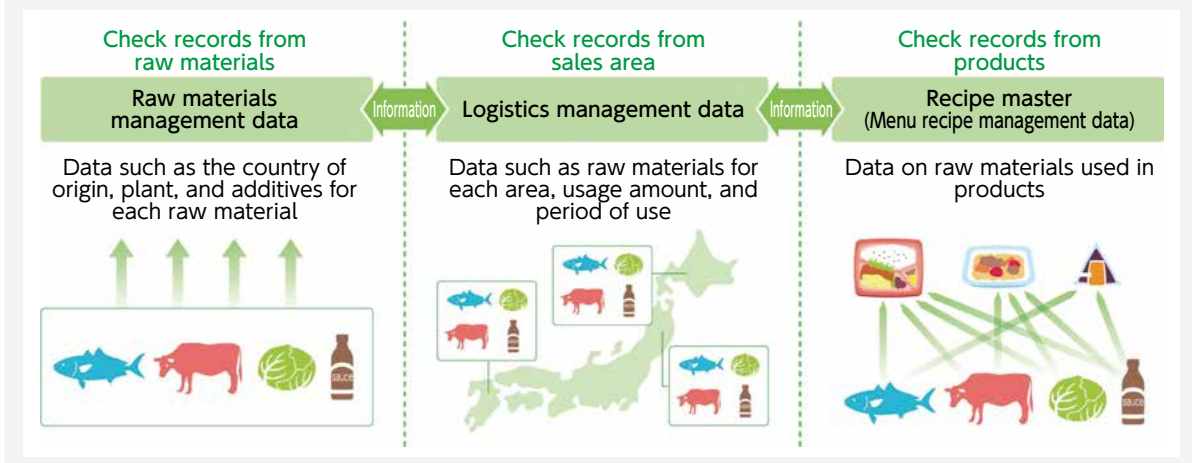 Check records from
raw materials
Raw materials
management data
Data such as the country of
origin, plant, and additives for
each raw material
sauce
Information
Check records from
sales area
Logistics management data
Data such as raw materials for
each area, usage amount, and
period of use
Information
Check records from
products
Recipe master
(Menu recipe management data)
Data on raw materials used in
products
sauce